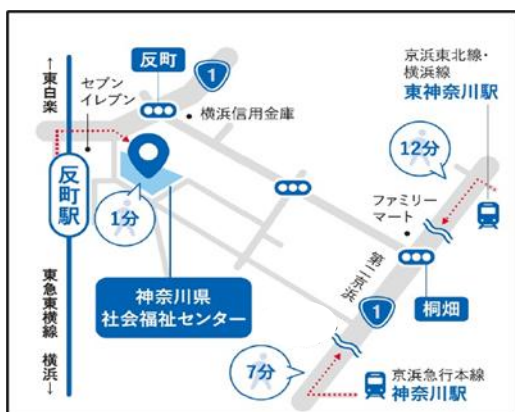 ↑東白楽
セブン
イレブン
反町
1
横浜信用金庫
京浜東北線・
横浜線
東神奈川駅
12分
反町駅
1分
ファミリー
マート
神奈川県
社会福祉センター
第二京浜
1
桐畑
東急東横線 横浜↓
7分
京浜急行本線
神奈川駅